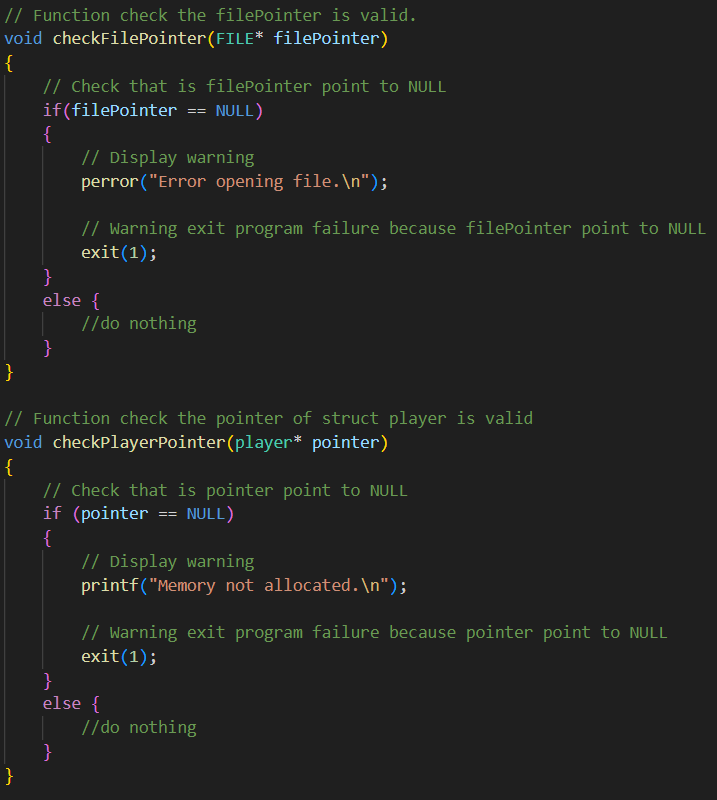 // Function check the filePointer is valid.
void checkFilePointer(FILE* filePointer)
{
    // Check that is filePointer point to NULL
    if(filePointer == NULL)
    {
        // Display warning
        perror("Error opening file.\n");

        // Warning exit program failure because filePointer point to NULL
        exit(1);
    }
    else {
        //do nothing
    }
}

// Function check the pointer of struct player is valid
void checkPlayerPointer(player* pointer)
{
    // Check that is pointer point to NULL
    if (pointer == NULL)
    {
        // Display warning
        printf("Memory not allocated.\n");

        // Warning exit program failure because pointer point to NULL
        exit(1);
    }
    else {
        //do nothing
    }
}